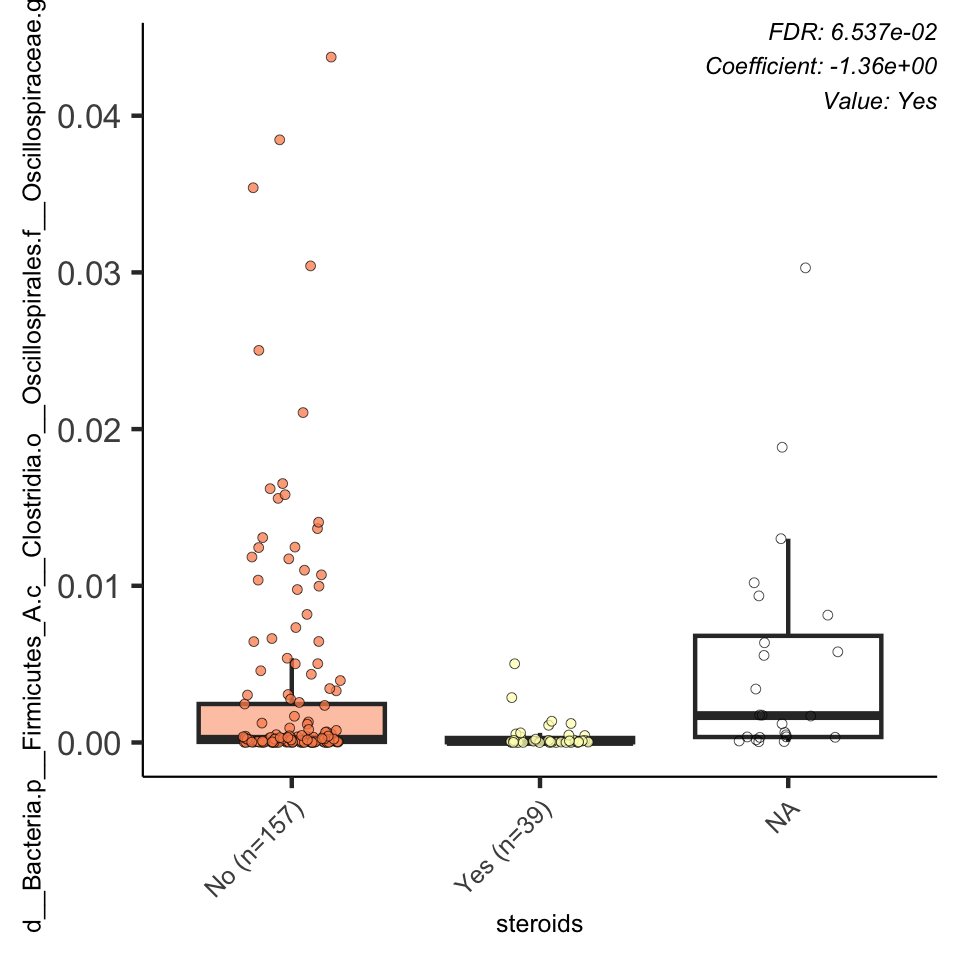 FDR: 6.537e-02
Coefficient: -1.36e+00
Value: Yes
d__Bacteria.p__Firmicutes_A.c__Clostridia.o__Oscillospirales.f__Oscillospiraceae.g
0.04
0.03
0.02
0.01
0.00
No (n=157)
Yes (n=39)
NA
steroids